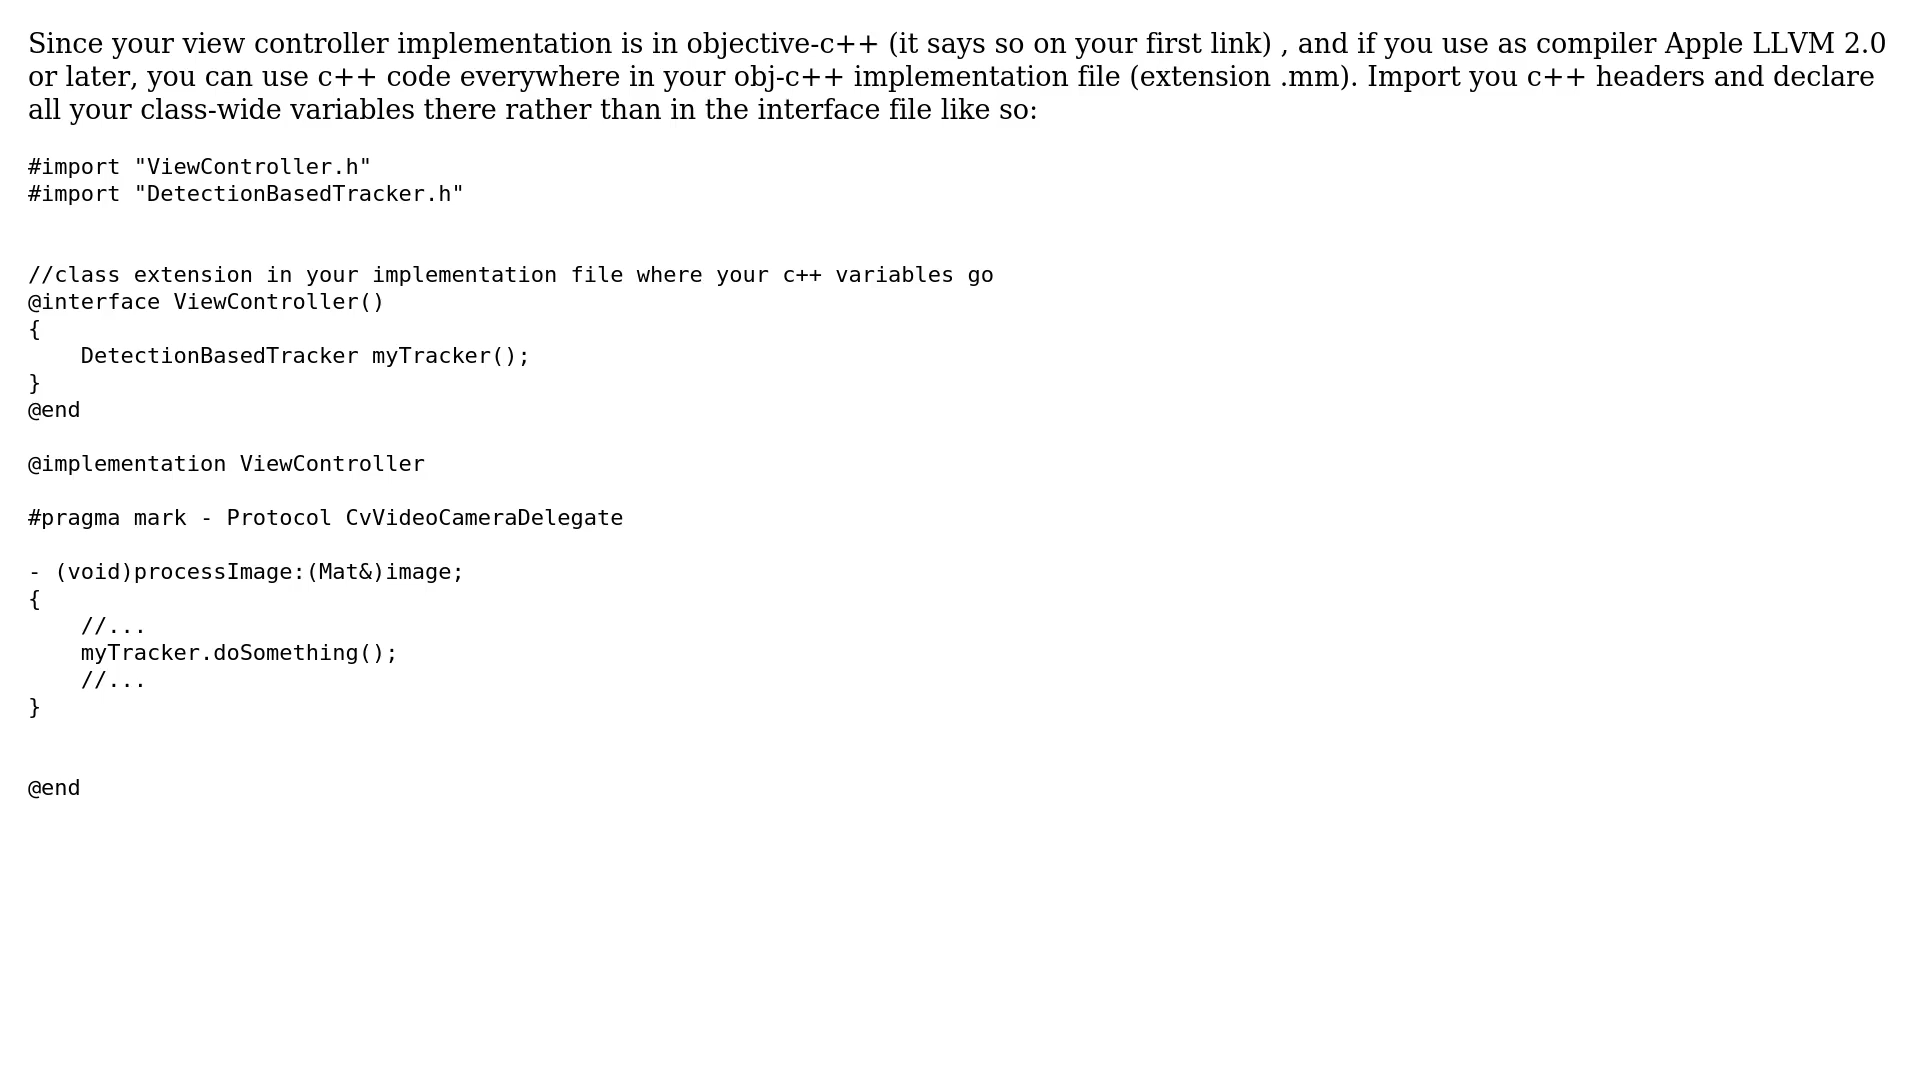 Since your view controller implementation is in objective-c++ (it says so on your first link) , and if you use as compiler Apple LLVM 2.0
or later, you can use c++ code everywhere in your obj-c++ implementation file (extension .mm). Import you c++ headers and declare
all your class-wide variables there rather than in the interface file like so:
#import "ViewController.h"
#import "DetectionBasedTracker.h"
//class extension in your implementation file where your c++ variables go
@interface ViewController()
{
    DetectionBasedTracker myTracker();
}
@end
@implementation ViewController
#pragma mark - Protocol CvVideoCameraDelegate
- (void)processImage:(Mat&)image;
{
    //...
    myTracker.doSomething();
    //...
}
@end